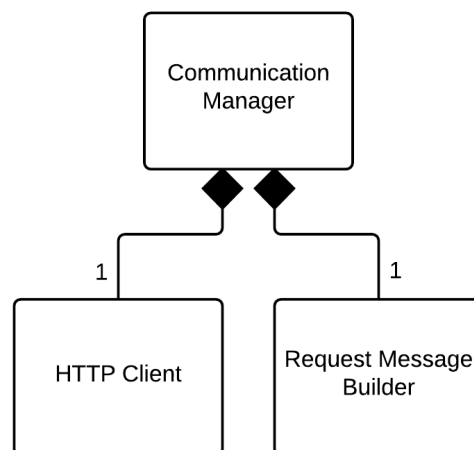 Communication
Manager
1
1
HTTP Client
Request Message
Builder